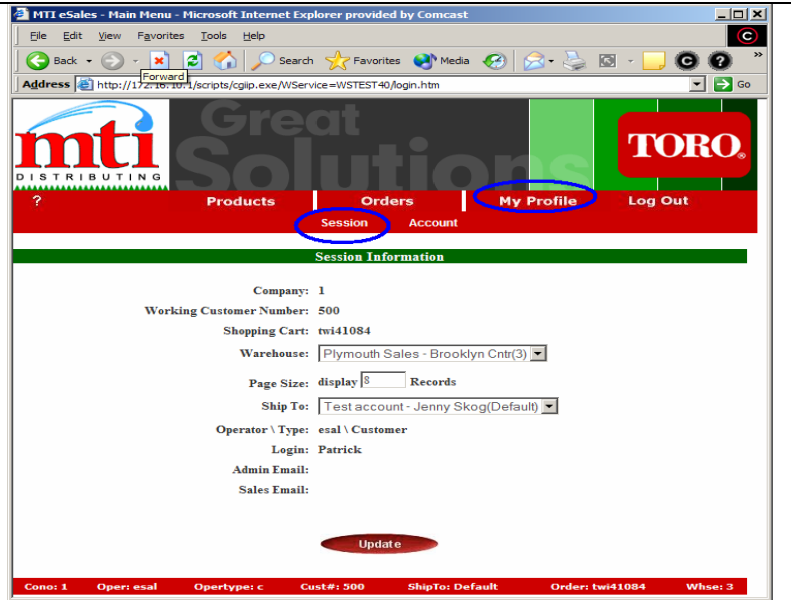 MTI eSales - Main Menu - Microsoft Internet Explorer provided by Comcast
File Edit View Favorites Tools Help
Back Search Favorites Media
Forward
Address http://172.16.10.1/scripts/cgiip.exe/WService=WSTEST40/login.htm Go
Great
Solutions
mti
DISTRIBUTING
TORO®
? Products Orders My Profile Log Out
Session Account
Session Information
Company: 1
Working Customer Number: 500
Shopping Cart: twi41084
Warehouse: Plymouth Sales - Brooklyn Cntr(3)
Page Size: display 8 Records
Ship To: Test account - Jenny Skog(Default)
Operator \ Type: esal \ Customer
Login: Patrick
Admin Email:
Sales Email:
Update
Cono: 1 Oper: esal Opertype: c Cust#: 500 ShipTo: Default Order: twi41084 Whse: 3